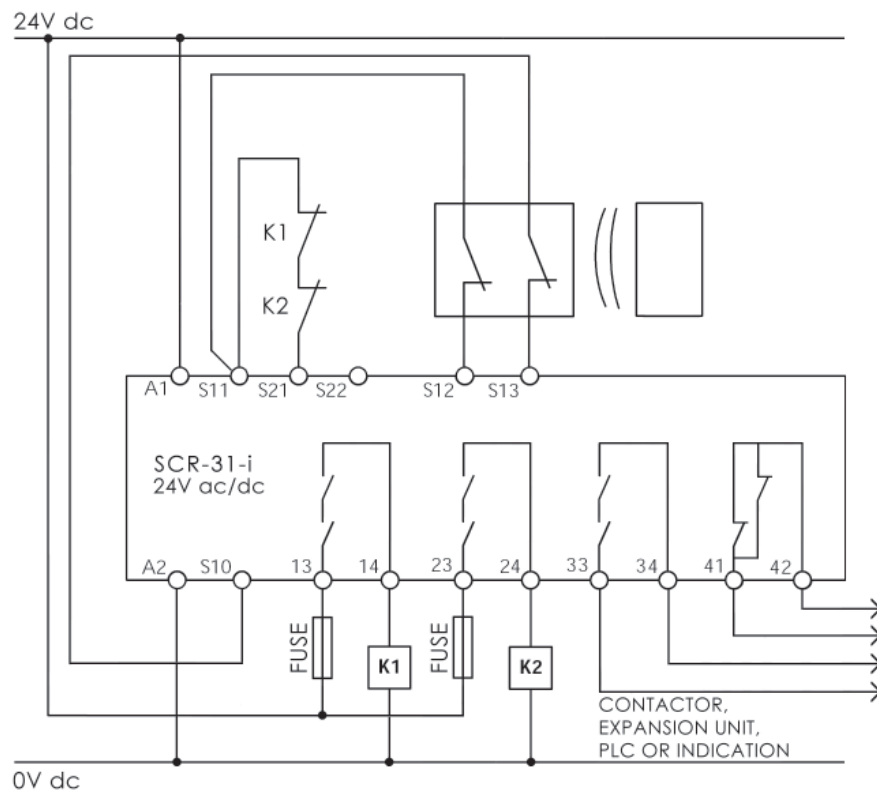 24V dc
K1
K2
A1 S11 S21 S22 S12 S13
SCR-31-i
24V ac/dc
A2 S10 13 14 23 24 33 34 41 42
FUSE K1 FUSE K2
CONTACTOR,
EXPANSION UNIT,
PLC OR INDICATION
0V dc